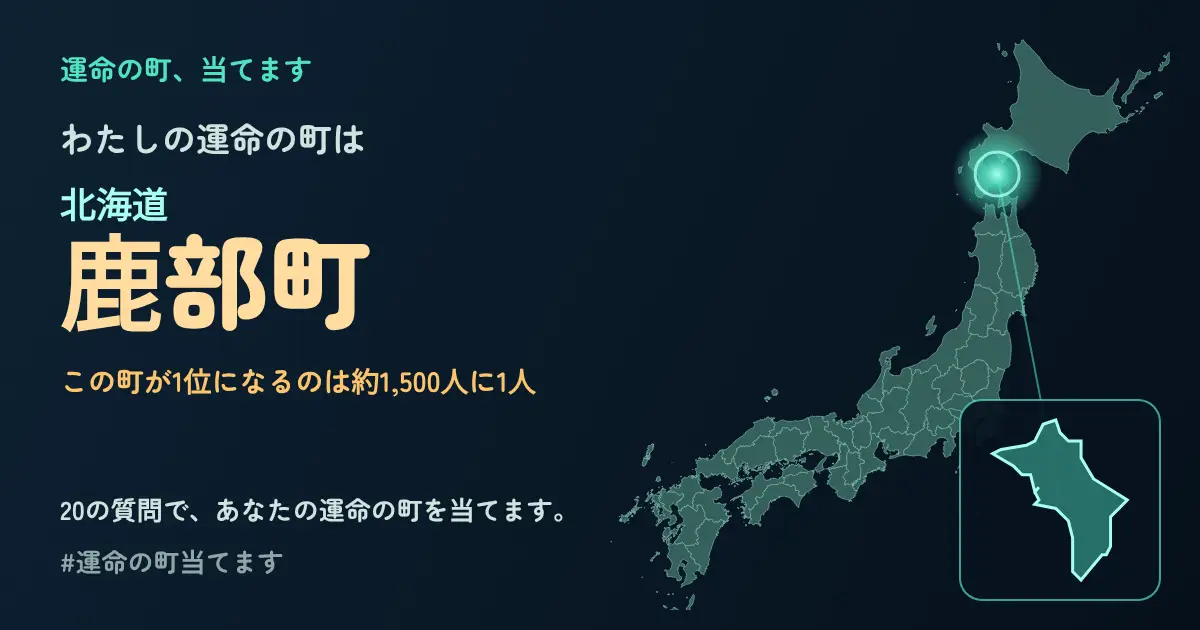 運命の町、当てます
わたしの運命の町は
北海道
鹿部町
この町が1位になるのは約1,500人に1人
20の質問で、あなたの運命の町を当てます。
#運命の町当てます